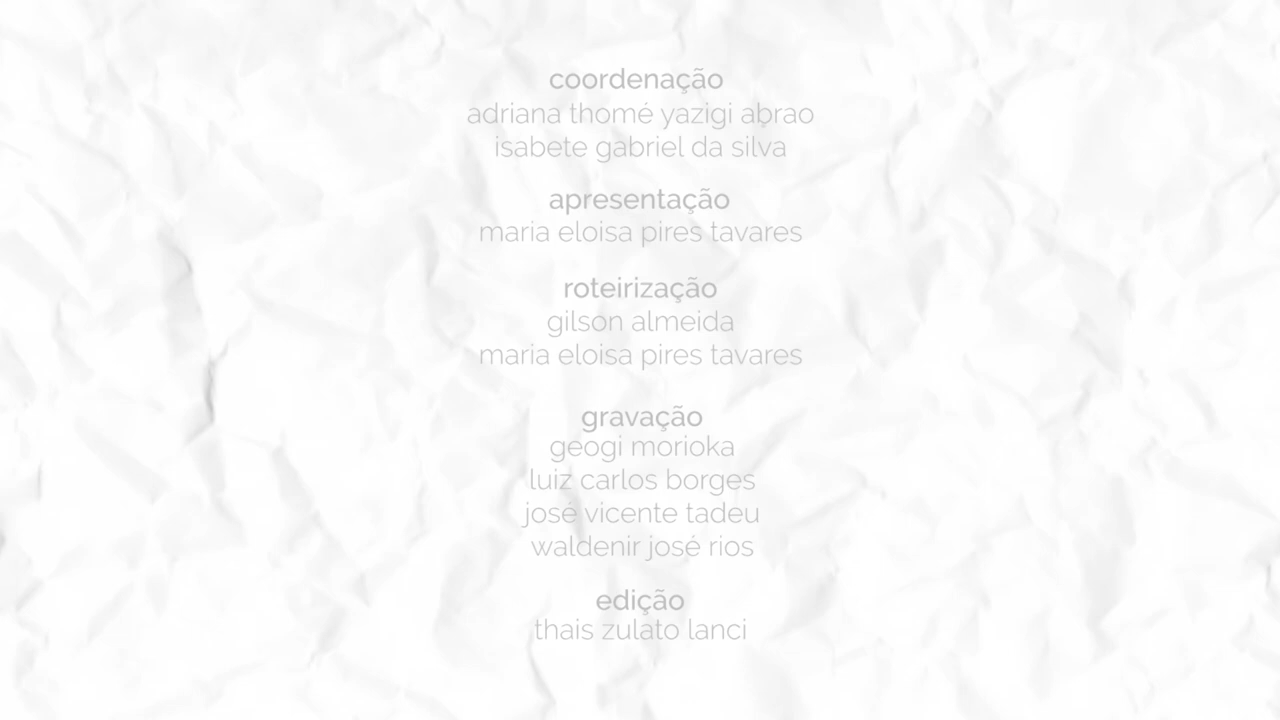 coordenação
adriana thomé yazigi abrao
isabete gabriel da silva
apresentação
maria eloisa pires tavares
roteirização
gilson almeida
maria eloisa pires tavares
gravação
geogi morioka
luiz carlos borges
josé vicente tadeu
waldenir josé rios
edição
thais zulato lanci